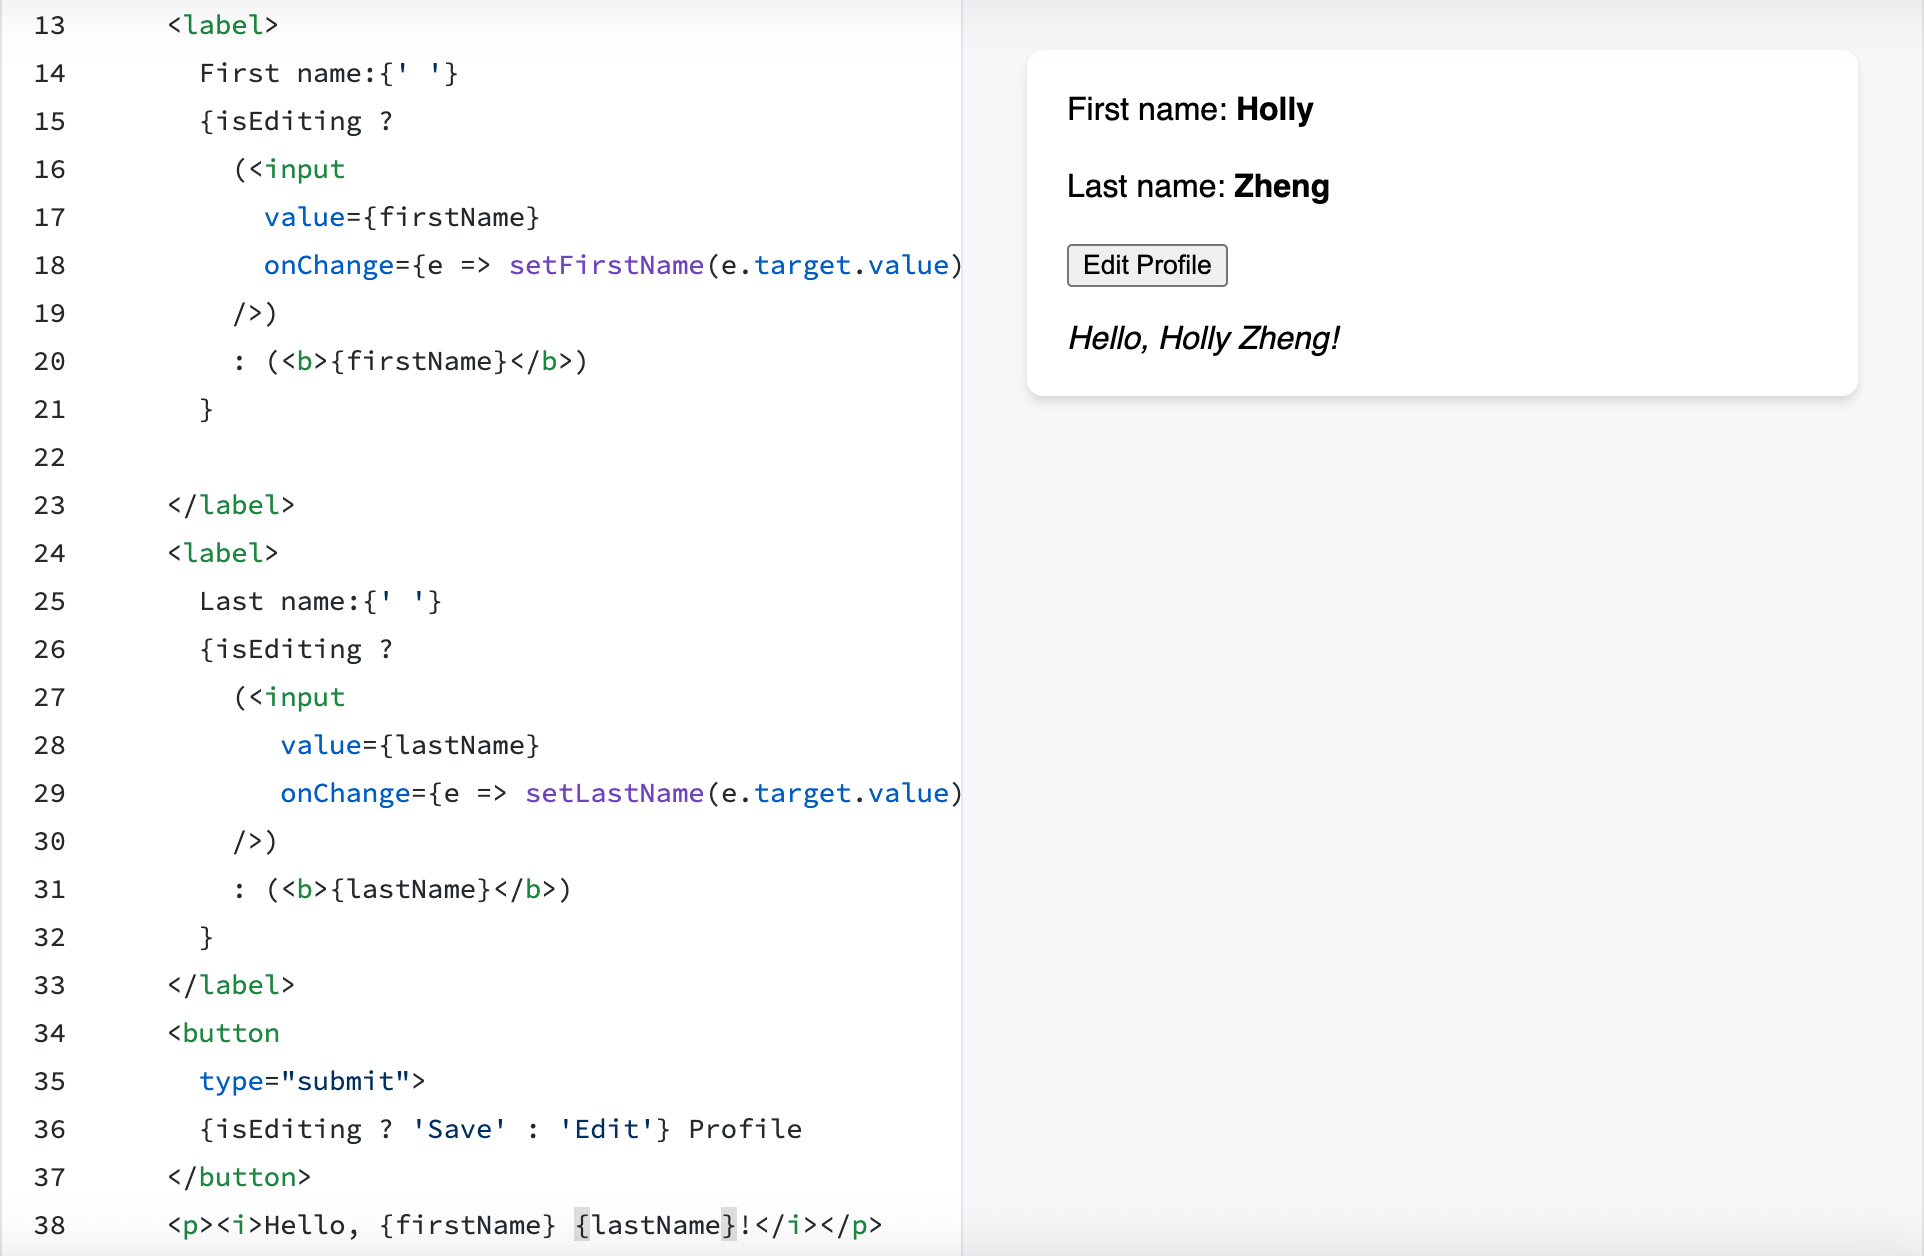 13 <label>
14 First name:{' '}
15 {isEditing ?
16 (<input
17 value={firstName}
18 onChange={e => setFirstName(e.target.value)
19 />)
20 : (<b>{firstName}</b>)
21 }
22
23 </label>
24 <label>
25 Last name:{' '}
26 {isEditing ?
27 (<input
28 value={lastName}
29 onChange={e => setLastName(e.target.value)
30 />)
31 : (<b>{lastName}</b>)
32 }
33 </label>
34 <button
35 type="submit">
36 {isEditing ? 'Save' : 'Edit'} Profile
37 </button>
38 <p><i>Hello, {firstName} {lastName}!</i></p>
First name: Holly
Last name: Zheng
Edit Profile
Hello, Holly Zheng!